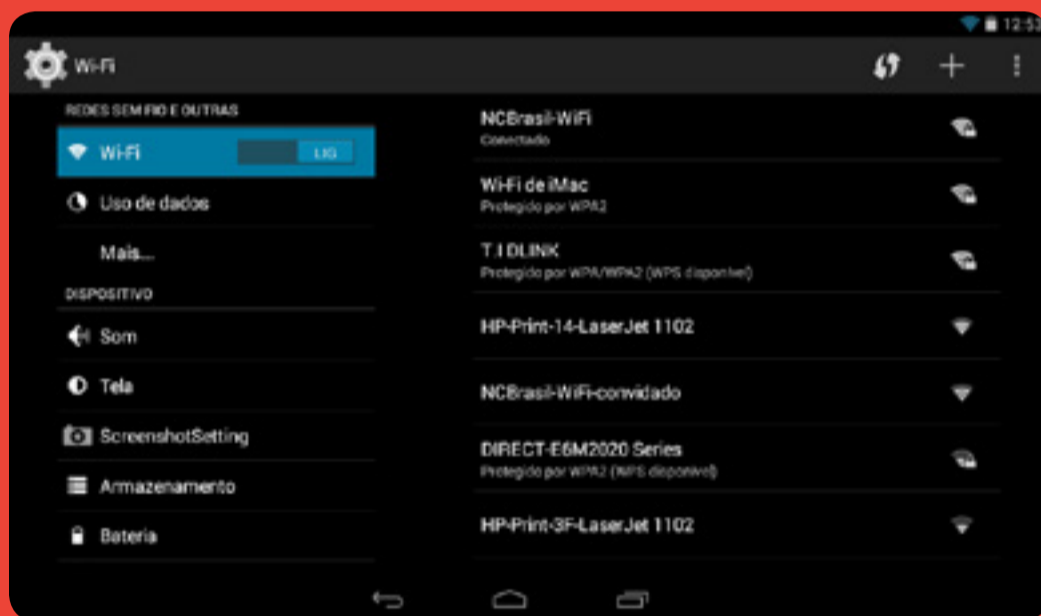 12:53
Wi-Fi
REDES SEM FIO E OUTRAS
Wi-Fi LIG
Uso de dados
Mais...
DISPOSITIVO
Som
Tela
ScreenshotSetting
Armazenamento
Bateria
NCBrasil-WiFi
Conectado
Wi-Fi de iMac
Protegido por WPA2
T.I DLINK
Protegido por WPA/WPA2 (WPS disponível)
HP-Print-14-LaserJet 1102
NCBrasil-WiFi-convidado
DIRECT-E6M2020 Series
Protegido por WPA2 (WPS disponível)
HP-Print-3F-LaserJet 1102